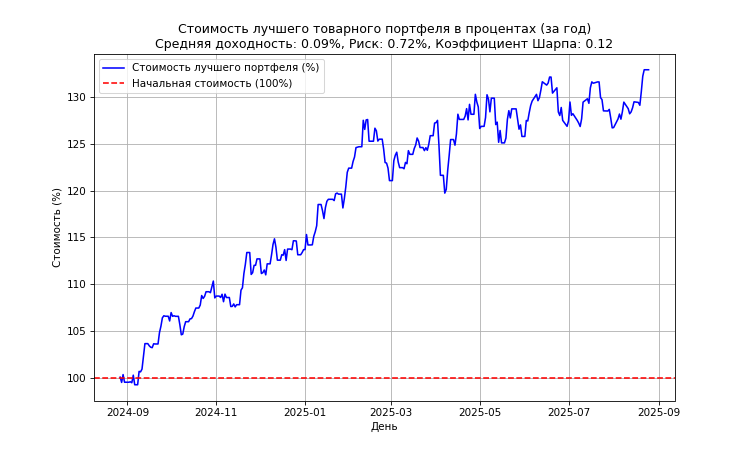 Стоимость лучшего товарного портфеля в процентах (за год)
Средняя доходность: 0.09%, Риск: 0.72%, Коэффициент Шарпа: 0.12
Стоимость лучшего портфеля (%)
Начальная стоимость (100%)
Стоимость (%)
130
125
120
115
110
105
100
2024-09
2024-11
2025-01
2025-03
2025-05
2025-07
2025-09
День